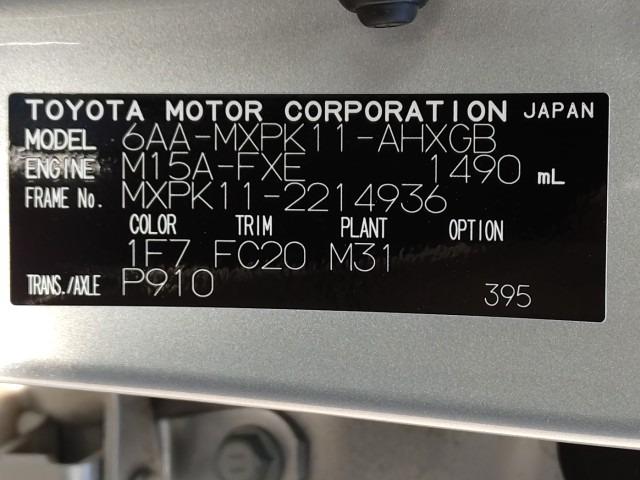 TOYOTA MOTOR CORPORATION JAPAN
MODEL 6AA-MXPK11-AHXGB
ENGINE M15A-FXE 1490 mL
FRAME No. MXPK11-2214936
COLOR TRIM PLANT OPTION
1F7 FC20 M31
TRANS./AXLE P910 395